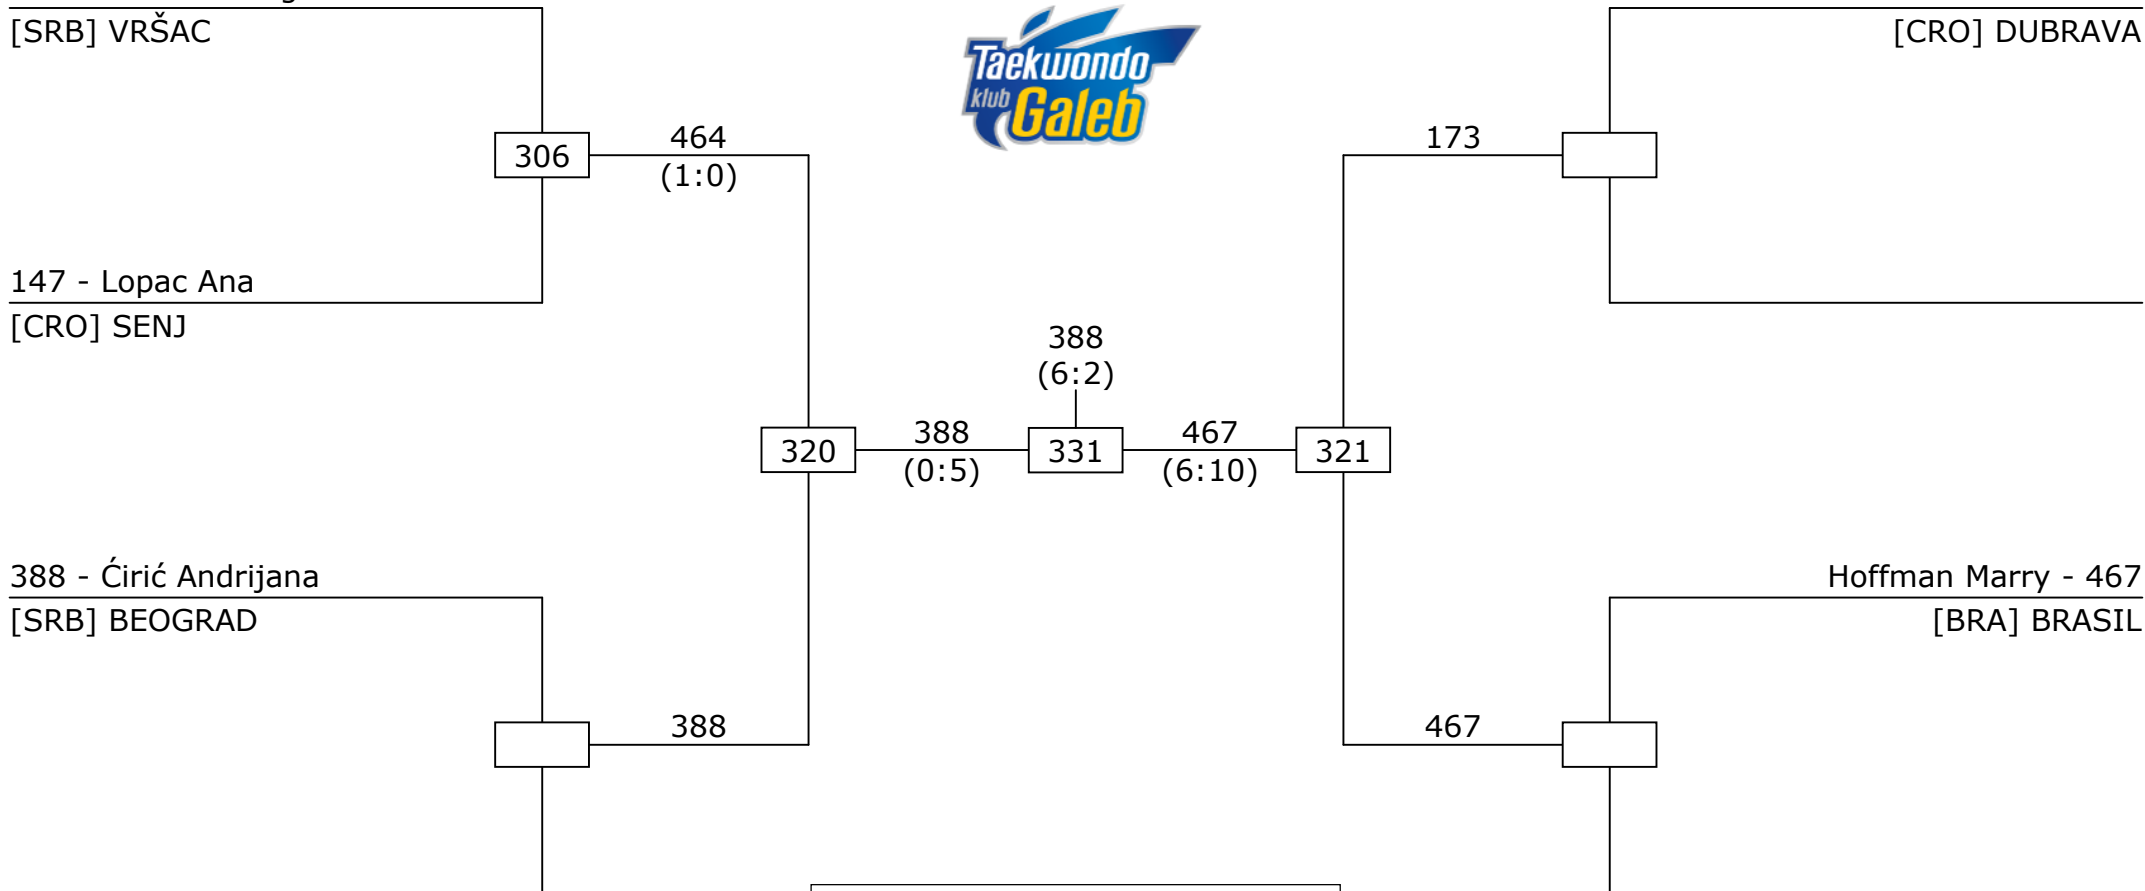 [SRB] VRŠAC
[CRO] DUBRAVA
Taekwondo
klub Galeb
306
464
(1:0)
173
147 - Lopac Ana
[CRO] SENJ
388
(6:2)
320
388
(0:5)
331
467
(6:10)
321
388 - Ćirić Andrijana
[SRB] BEOGRAD
Hoffman Marry - 467
[BRA] BRASIL
388
467